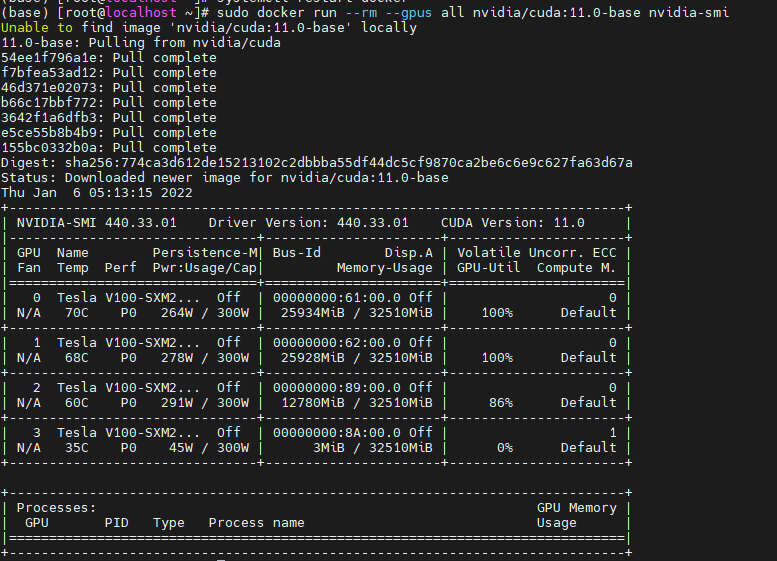 (base) [root@localhost ~]# systemctl restart docker
(base) [root@localhost ~]# sudo docker run --rm --gpus all nvidia/cuda:11.0-base nvidia-smi
Unable to find image 'nvidia/cuda:11.0-base' locally
11.0-base: Pulling from nvidia/cuda
54ee1f796a1e: Pull complete
f7bfea53ad12: Pull complete
46d371e02073: Pull complete
b66c17bbf772: Pull complete
3642f1a6dfb3: Pull complete
e5ce55b8b4b9: Pull complete
155bc0332b0a: Pull complete
Digest: sha256:774ca3d612de15213102c2dbbba55df44dc5cf9870ca2be6c6e9c627fa63d67a
Status: Downloaded newer image for nvidia/cuda:11.0-base
Thu Jan  6 05:13:15 2022
+-----------------------------------------------------------------------------+
| NVIDIA-SMI 440.33.01    Driver Version: 440.33.01    CUDA Version: 11.0     |
|-------------------------------+----------------------+----------------------+
| GPU  Name        Persistence-M| Bus-Id        Disp.A | Volatile Uncorr. ECC |
| Fan  Temp  Perf  Pwr:Usage/Cap|         Memory-Usage | GPU-Util  Compute M. |
|===============================+======================+======================|
|   0  Tesla V100-SXM2...  Off  | 00000000:61:00.0 Off |                    0 |
| N/A   70C    P0   264W / 300W |  25934MiB / 32510MiB |    100%      Default |
+-------------------------------+----------------------+----------------------+
|   1  Tesla V100-SXM2...  Off  | 00000000:62:00.0 Off |                    0 |
| N/A   68C    P0   278W / 300W |  25928MiB / 32510MiB |    100%      Default |
+-------------------------------+----------------------+----------------------+
|   2  Tesla V100-SXM2...  Off  | 00000000:89:00.0 Off |                    0 |
| N/A   60C    P0   291W / 300W |  12780MiB / 32510MiB |     86%      Default |
+-------------------------------+----------------------+----------------------+
|   3  Tesla V100-SXM2...  Off  | 00000000:8A:00.0 Off |                    1 |
| N/A   35C    P0    45W / 300W |      3MiB / 32510MiB |      0%      Default |
+-------------------------------+----------------------+----------------------+

+-----------------------------------------------------------------------------+
| Processes:                                                       GPU Memory |
|  GPU       PID   Type   Process name                             Usage      |
|=============================================================================|
+-----------------------------------------------------------------------------+